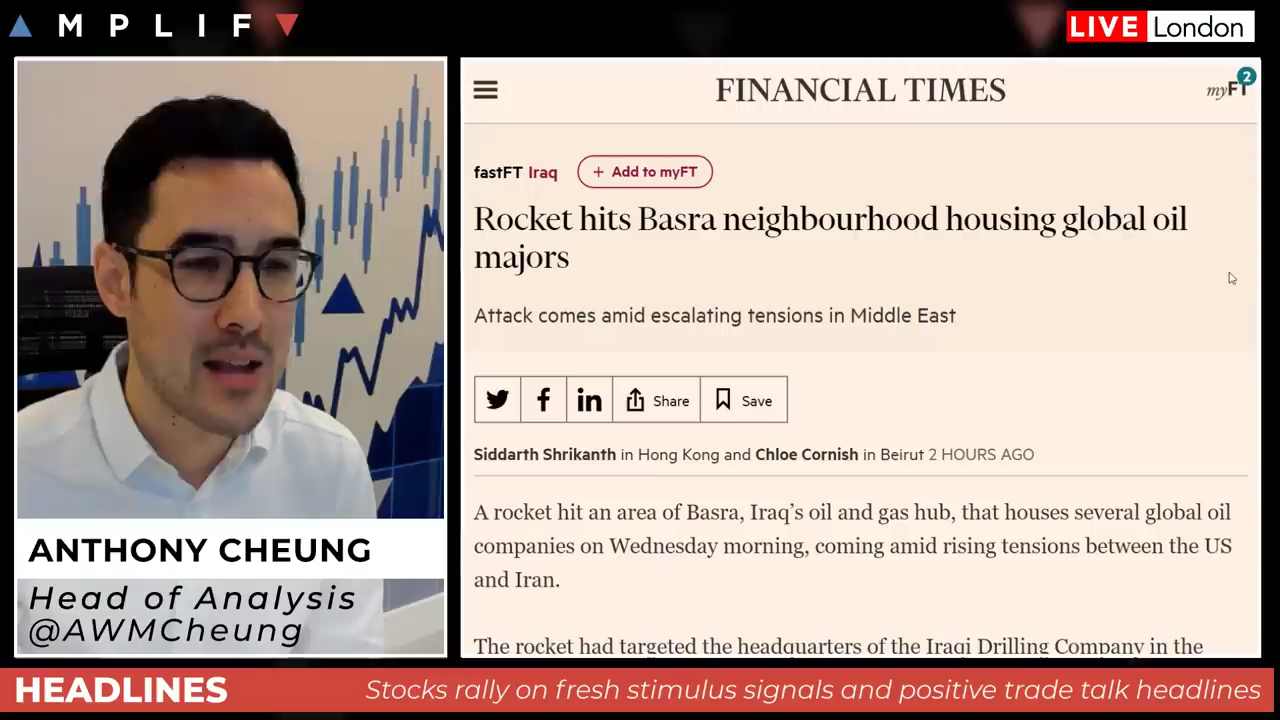 MPLIF
LIVE London
FINANCIAL TIMES
myFT
2
fastFT Iraq
+ Add to myFT
Rocket hits Basra neighbourhood housing global oil
majors
Attack comes amid escalating tensions in Middle East
Share
Save
Siddarth Shrikanth in Hong Kong and Chloe Cornish in Beirut 2 HOURS AGO
A rocket hit an area of Basra, Iraq's oil and gas hub, that houses several global oil
companies on Wednesday morning, coming amid rising tensions between the US
and Iran.
The rocket had targeted the headquarters of the Iraqi Drilling Company in the
ANTHONY CHEUNG
Head of Analysis
@AWMCheung
HEADLINES
Stocks rally on fresh stimulus signals and positive trade talk headlines